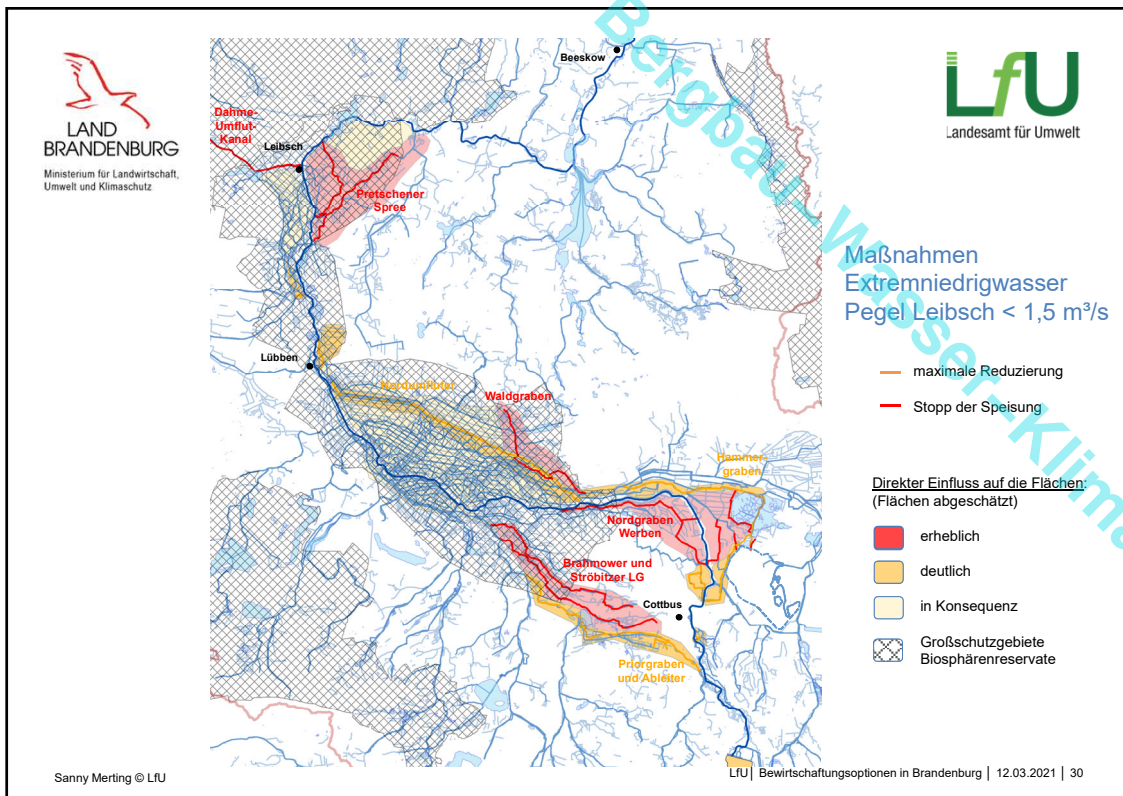 LAND
BRANDENBURG
Ministerium für Landwirtschaft,
Umwelt und Klimaschutz
LfU
Landesamt für Umwelt
Bergbau-Wasser-Klima
Beeskow
Dahme-
Umflut-
Kanal
Leibsch
Pretschener
Spree
Lübben
Nordumfluter
Waldgraben
Hammer-
graben
Nordgraben
Werben
Brahmower und
Ströbitzer LG
Cottbus
Priorgraben
und Ableiter
Maßnahmen
Extremniedrigwasser
Pegel Leibsch < 1,5 m³/s
maximale Reduzierung
Stopp der Speisung
Direkter Einfluss auf die Flächen:
(Flächen abgeschätzt)
erheblich
deutlich
in Konsequenz
Großschutzgebiete
Biosphärenreservate
Sanny Merting © LfU
LfU | Bewirtschaftungsoptionen in Brandenburg | 12.03.2021 | 30